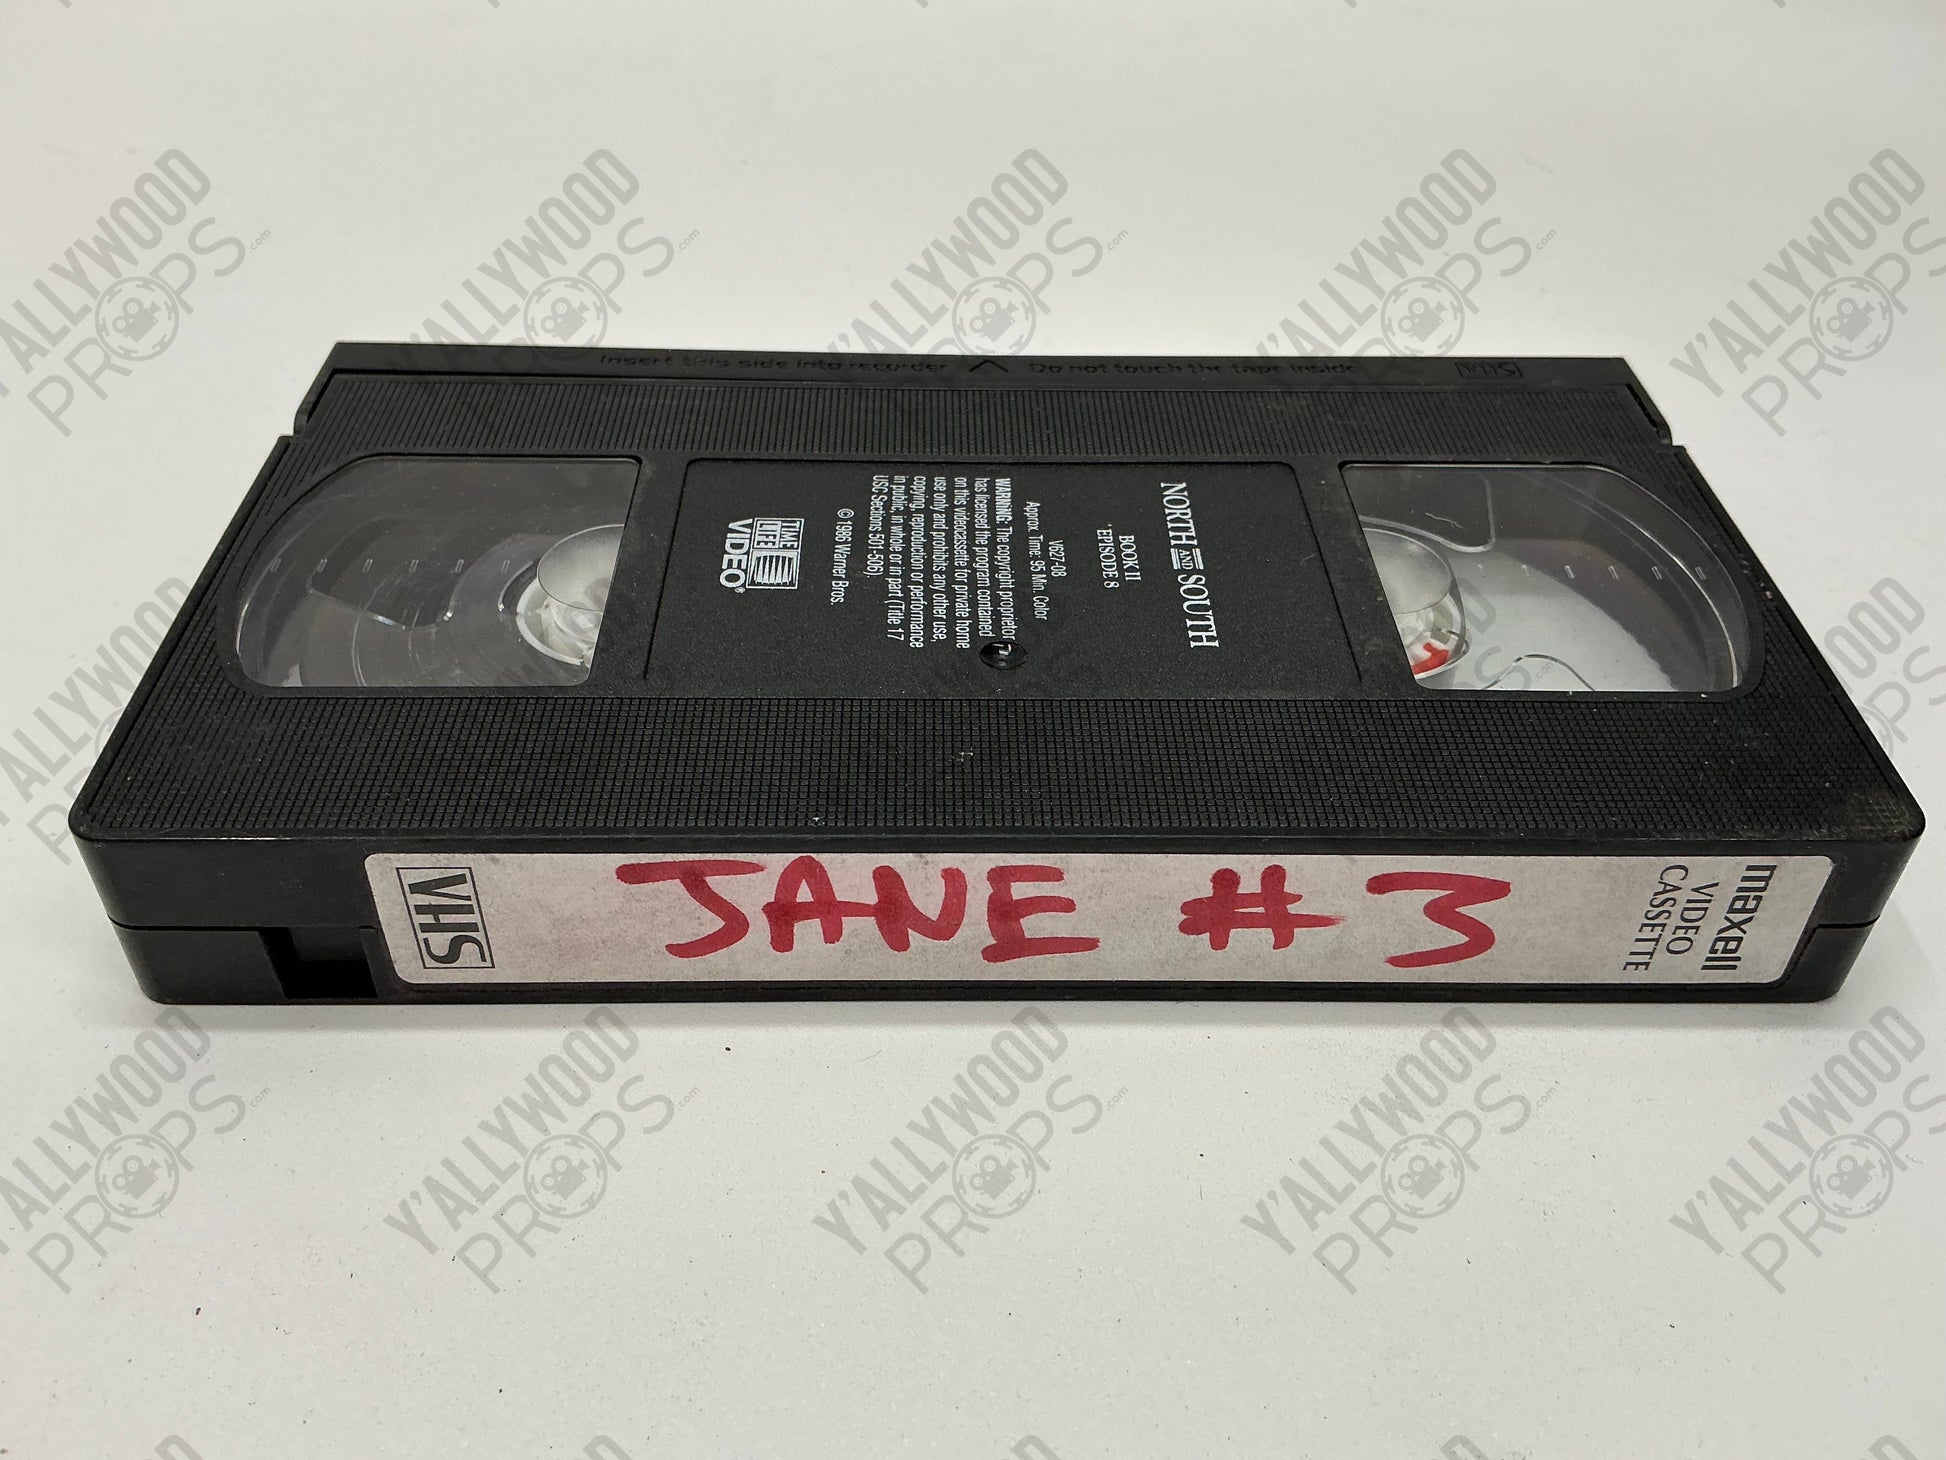 Insert this side into recorder Do not touch the tape inside VHS
NORTH AND SOUTH
BOOK II
EPISODE 8
V627-08
Approx. Time: 95 Min. Color
WARNING: The copyright proprietor
has licensed the program contained
on this videocassette for private home
use only and prohibits any other use,
copying, reproduction or performance
in public, in whole or in part (Title 17
USC Sections 501-506).
© 1986 Warner Bros.
TIME
LIFE
VIDEO®
VHS
JANE #3
maxell
VIDEO
CASSETTE
Y'ALLYWOOD
PROPS.com